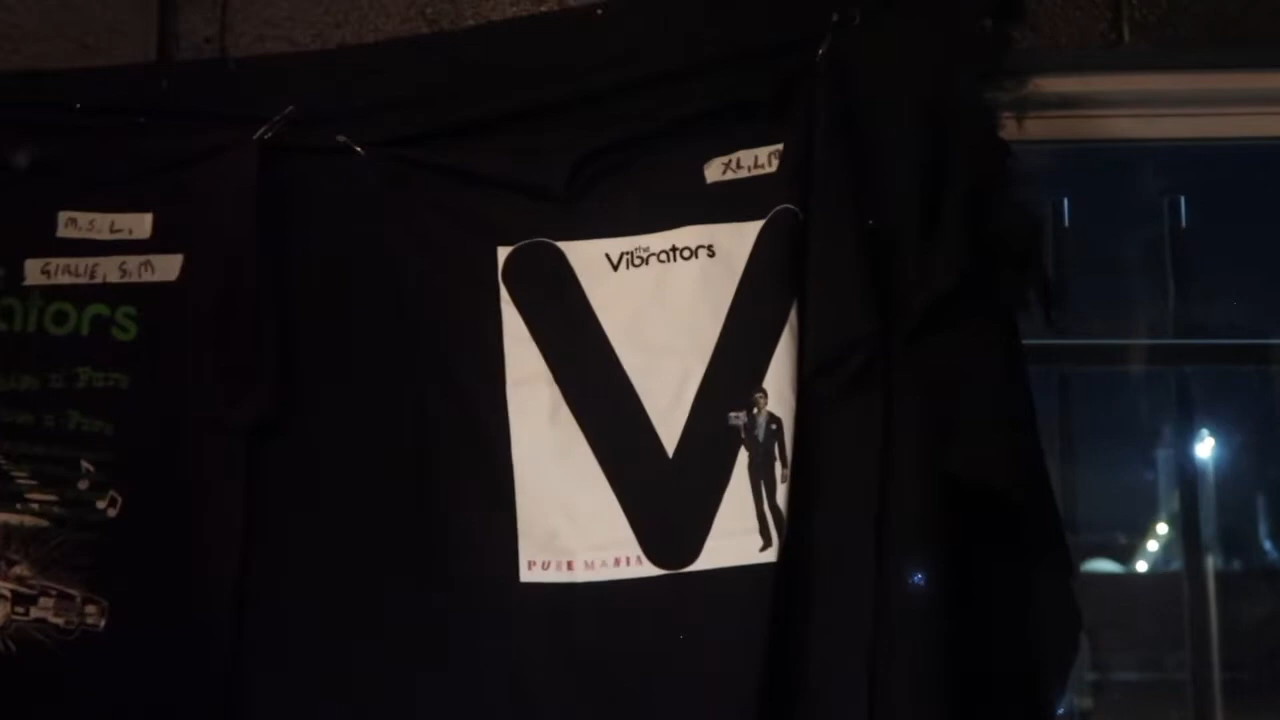 XL, L, M
M, S, L,
GIRLIE, S, M
the
Vibrators
ators
PURE MANIA